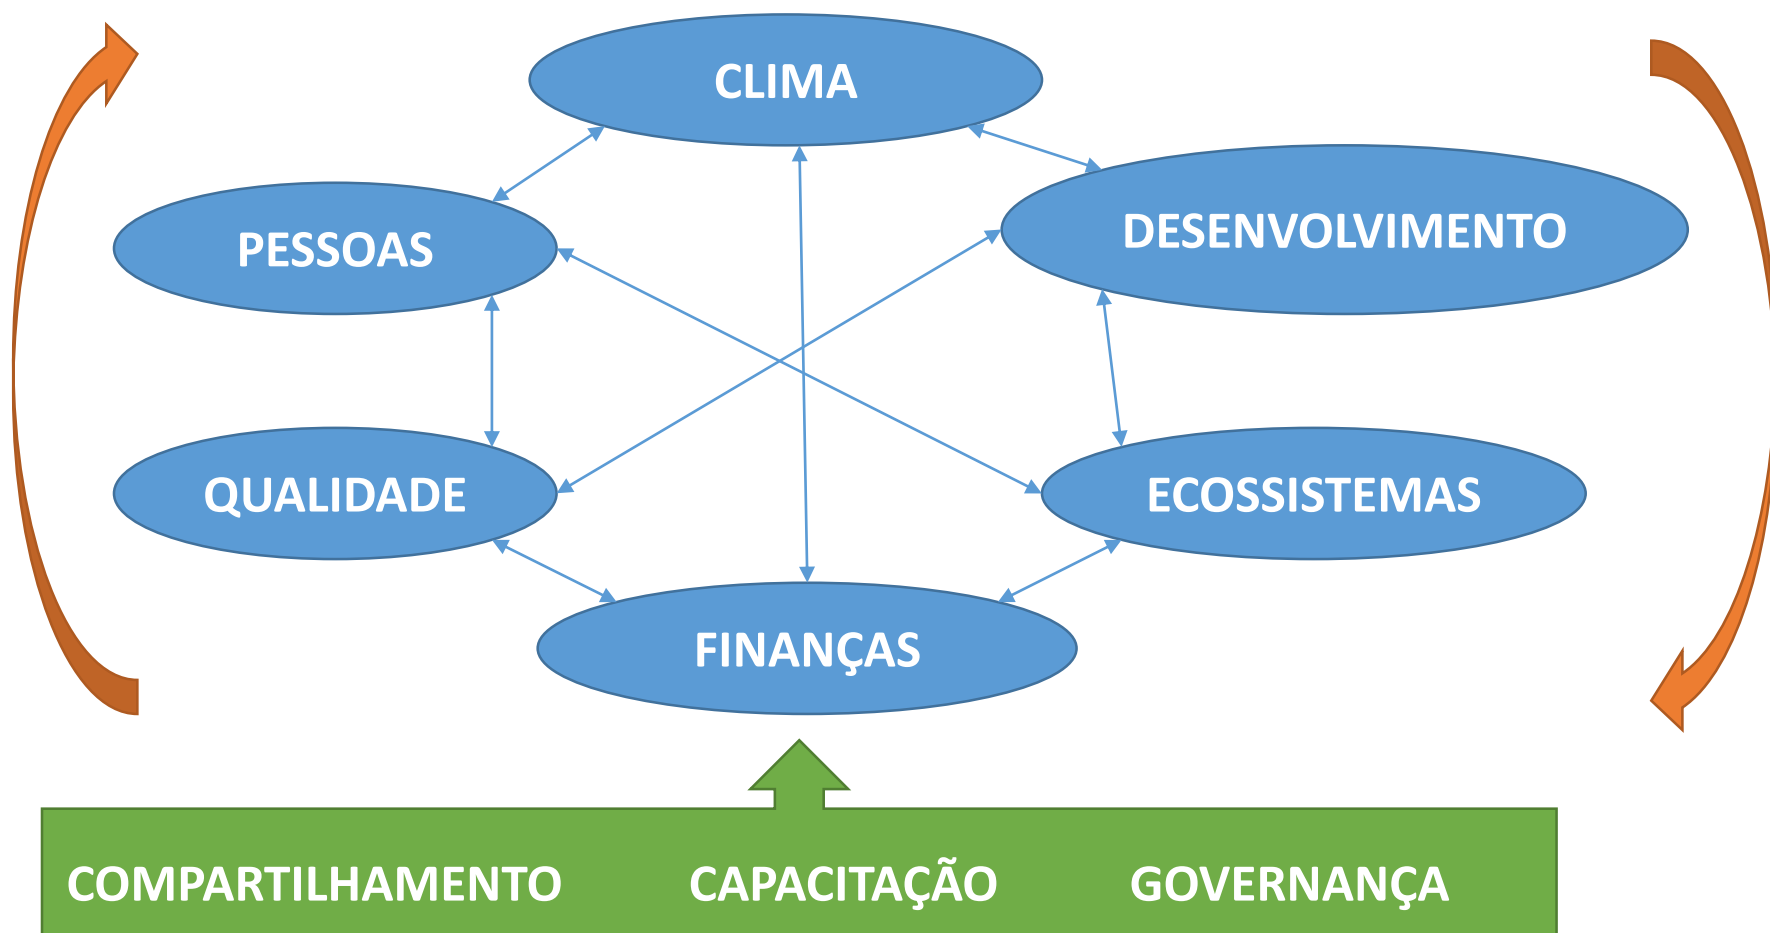 CLIMA
PESSOAS
DESENVOLVIMENTO
QUALIDADE
ECOSSISTEMAS
FINANÇAS
COMPARTILHAMENTO CAPACITAÇÃO GOVERNANÇA